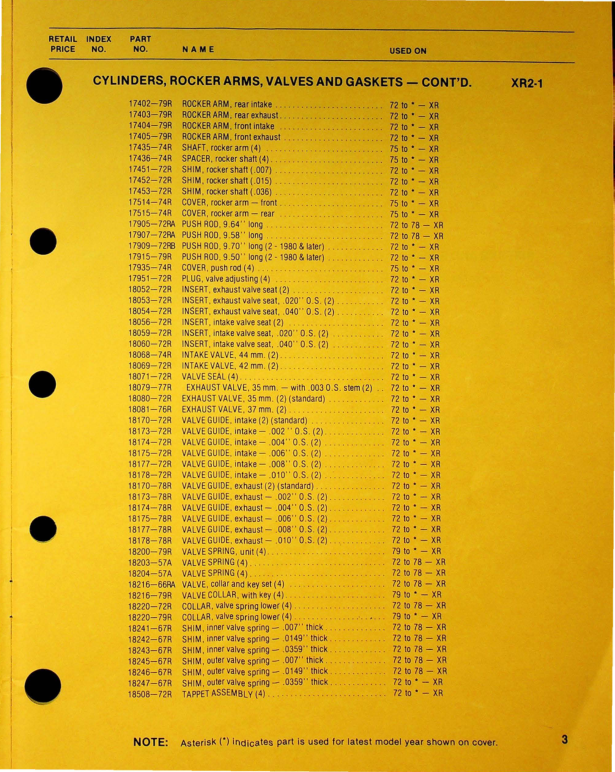 RETAIL INDEX PART
PRICE NO. NO. NAME USED ON
CYLINDERS, ROCKER ARMS, VALVES AND GASKETS — CONT'D. XR2-1
17402—79R ROCKER ARM, rear intake 72 to * — XR
17403—79R ROCKER ARM, rear exhaust 72 to * — XR
17404—79R ROCKER ARM, front intake 72 to * — XR
17405—79R ROCKER ARM, front exhaust 72 to * — XR
17435—74R SHAFT, rocker arm (4) 75 to * — XR
17436—74R SPACER, rocker shaft (4) 75 to * — XR
17451—72R SHIM, rocker shaft (.007) 72 to * — XR
17452—72R SHIM, rocker shaft (.015) 72 to * — XR
17453—72R SHIM, rocker shaft (.036) 72 to * — XR
17514—74R COVER, rocker arm — front 75 to * — XR
17515—74R COVER, rocker arm — rear 75 to * — XR
17905—72RA PUSH ROD, 9.64'' long 72 to 78 — XR
17907—72RA PUSH ROD, 9.58'' long 72 to 78 — XR
17909—72RB PUSH ROD, 9.70'' long (2 - 1980 & later) 72 to * — XR
17915—79R PUSH ROD, 9.50'' long (2 - 1980 & later) 72 to * — XR
17935—74R COVER, push rod (4) 75 to * — XR
17951—72R PLUG, valve adjusting (4) 72 to * — XR
18052—72R INSERT, exhaust valve seat (2) 72 to * — XR
18053—72R INSERT, exhaust valve seat, .020'' O.S. (2) 72 to * — XR
18054—72R INSERT, exhaust valve seat, .040'' O.S. (2) 72 to * — XR
18056—72R INSERT, intake valve seat (2) 72 to * — XR
18059—72R INSERT, intake valve seat, .020'' O.S. (2) 72 to * — XR
18060—72R INSERT, intake valve seat, .040'' O.S. (2) 72 to * — XR
18068—74R INTAKE VALVE, 44 mm. (2) 72 to * — XR
18069—72R INTAKE VALVE, 42 mm. (2) 72 to * — XR
18071—72R VALVE SEAL (4) 72 to * — XR
18079—77R EXHAUST VALVE, 35 mm. — with .003 O.S. stem (2) 72 to * — XR
18080—72R EXHAUST VALVE, 35 mm. (2) (standard) 72 to * — XR
18081—76R EXHAUST VALVE, 37 mm. (2) 72 to * — XR
18170—72R VALVE GUIDE, intake (2) (standard) 72 to * — XR
18173—72R VALVE GUIDE, intake — .002'' O.S. (2) 72 to * — XR
18174—72R VALVE GUIDE, intake — .004'' O.S. (2) 72 to * — XR
18175—72R VALVE GUIDE, intake — .006'' O.S. (2) 72 to * — XR
18177—72R VALVE GUIDE, intake — .008'' O.S. (2) 72 to * — XR
18178—72R VALVE GUIDE, intake — .010'' O.S. (2) 72 to * — XR
18170—78R VALVE GUIDE, exhaust (2) (standard) 72 to * — XR
18173—78R VALVE GUIDE, exhaust — .002'' O.S. (2) 72 to * — XR
18174—78R VALVE GUIDE, exhaust — .004'' O.S. (2) 72 to * — XR
18175—78R VALVE GUIDE, exhaust — .006'' O.S. (2) 72 to * — XR
18177—78R VALVE GUIDE, exhaust — .008'' O.S. (2) 72 to * — XR
18178—78R VALVE GUIDE, exhaust — .010'' O.S. (2) 72 to * — XR
18200—79R VALVE SPRING, unit (4) 79 to * — XR
18203—57A VALVE SPRING (4) 72 to 78 — XR
18204—57A VALVE SPRING (4) 72 to 78 — XR
18216—66RA VALVE, collar and key set (4) 72 to 78 — XR
18216—79R VALVE COLLAR, with key (4) 79 to * — XR
18220—72R COLLAR, valve spring lower (4) 72 to 78 — XR
18220—79R COLLAR, valve spring lower (4) 79 to * — XR
18241—67R SHIM, inner valve spring — .007'' thick 72 to 78 — XR
18242—67R SHIM, inner valve spring — .0149'' thick 72 to 78 — XR
18243—67R SHIM, inner valve spring — .0359'' thick 72 to 78 — XR
18245—67R SHIM, outer valve spring — .007'' thick 72 to 78 — XR
18246—67R SHIM, outer valve spring — .0149'' thick 72 to 78 — XR
18247—67R SHIM, outer valve spring — .0359'' thick 72 to * — XR
18508—72R TAPPET ASSEMBLY (4) 72 to * — XR
NOTE: Asterisk (*) indicates part is used for latest model year shown on cover. 3